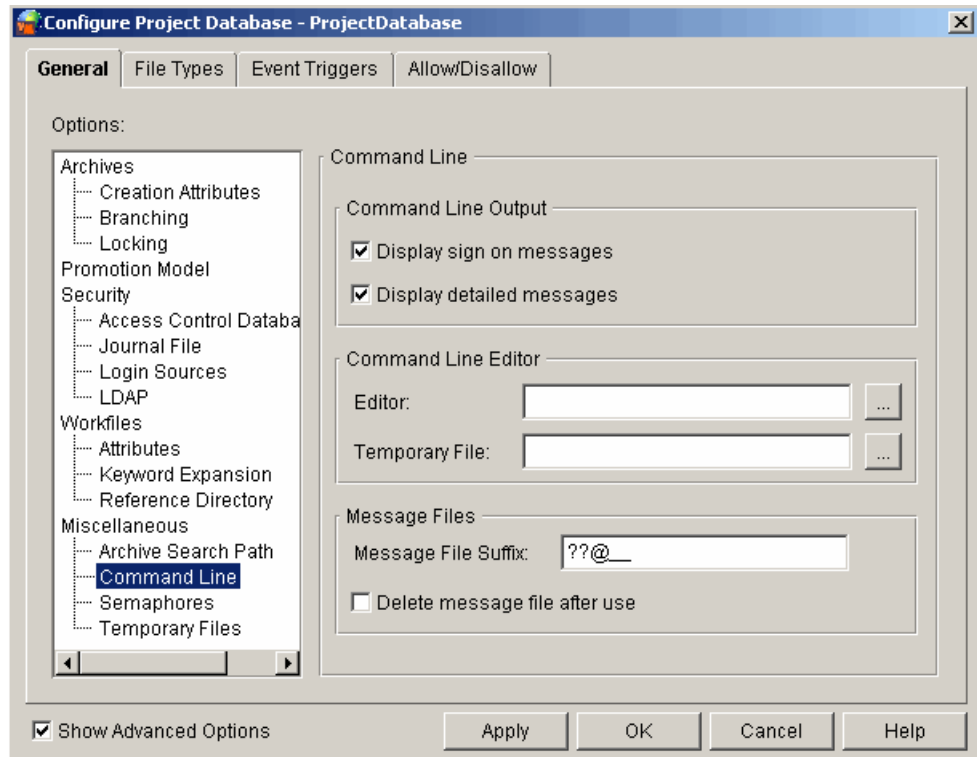 Configure Project Database - ProjectDatabase
General
File Types
Event Triggers
Allow/Disallow
Options:
Archives
Creation Attributes
Branching
Locking
Promotion Model
Security
Access Control Databa
Journal File
Login Sources
LDAP
Workfiles
Attributes
Keyword Expansion
Reference Directory
Miscellaneous
Archive Search Path
Command Line
Semaphores
Temporary Files
Command Line
Command Line Output
Display sign on messages
Display detailed messages
Command Line Editor
Editor:
...
Temporary File:
...
Message Files
Message File Suffix: ??@__
Delete message file after use
Show Advanced Options
Apply
OK
Cancel
Help